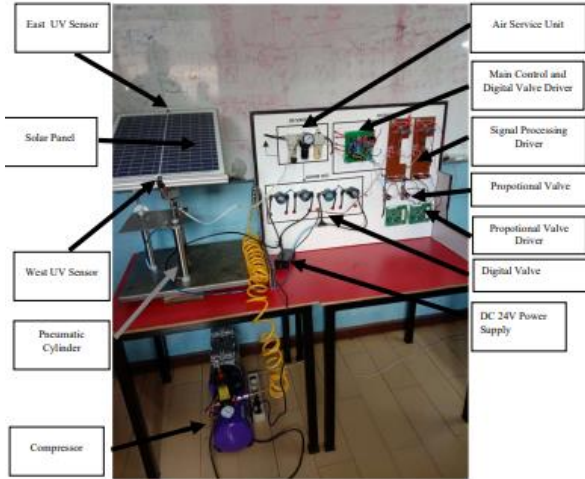 East UV Sensor
Solar Panel
West UV Sensor
Pneumatic
Cylinder
Compressor
Air Service Unit
Main Control and
Digital Valve Driver
Signal Processing
Driver
Propotional Valve
Propotional Valve
Driver
Digital Valve
DC 24V Power
Supply